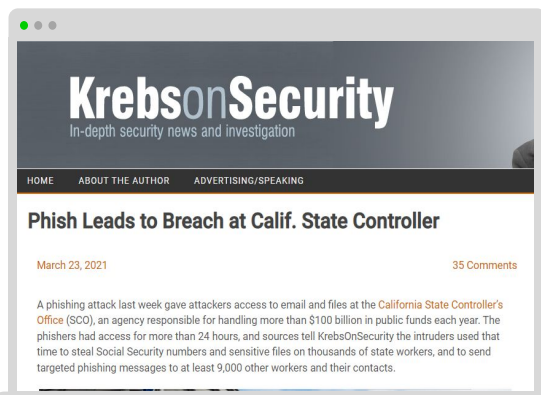 KrebsonSecurity
In-depth security news and investigation
HOME ABOUT THE AUTHOR ADVERTISING/SPEAKING
Phish Leads to Breach at Calif. State Controller
March 23, 2021 35 Comments
A phishing attack last week gave attackers access to email and files at the California State Controller's
Office (SCO), an agency responsible for handling more than $100 billion in public funds each year. The
phishers had access for more than 24 hours, and sources tell KrebsOnSecurity the intruders used that
time to steal Social Security numbers and sensitive files on thousands of state workers, and to send
targeted phishing messages to at least 9,000 other workers and their contacts.